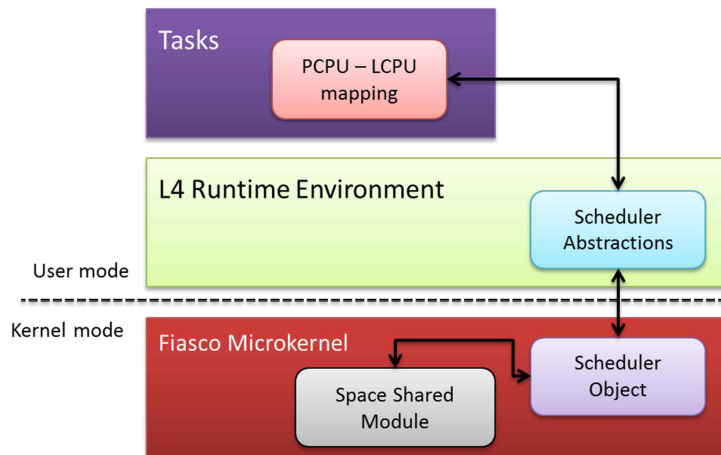 Tasks
PCPU – LCPU
mapping
L4 Runtime Environment
Scheduler
Abstractions
User mode
Kernel mode
Fiasco Microkernel
Scheduler
Object
Space Shared
Module